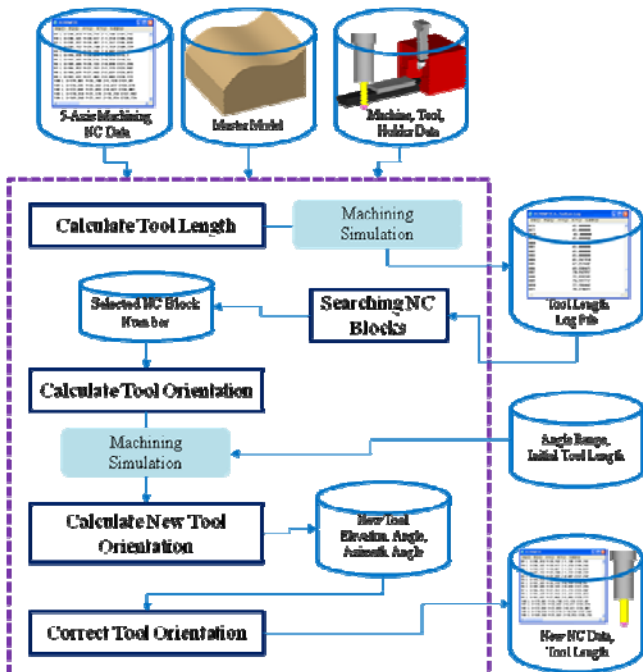 5-Axis Machining
NC Data
Master Model
Machine, Tool,
Holder Data
Calculate Tool Length
Machining
Simulation
Tool Length
Log File
Selected NC Block
Number
Searching NC
Blocks
Calculate Tool Orientation
Machining
Simulation
Angle Range,
Initial Tool Length
Calculate New Tool
Orientation
New Tool
Elevation Angle,
Azimuth Angle
Correct Tool Orientation
New NC Data,
Tool Length